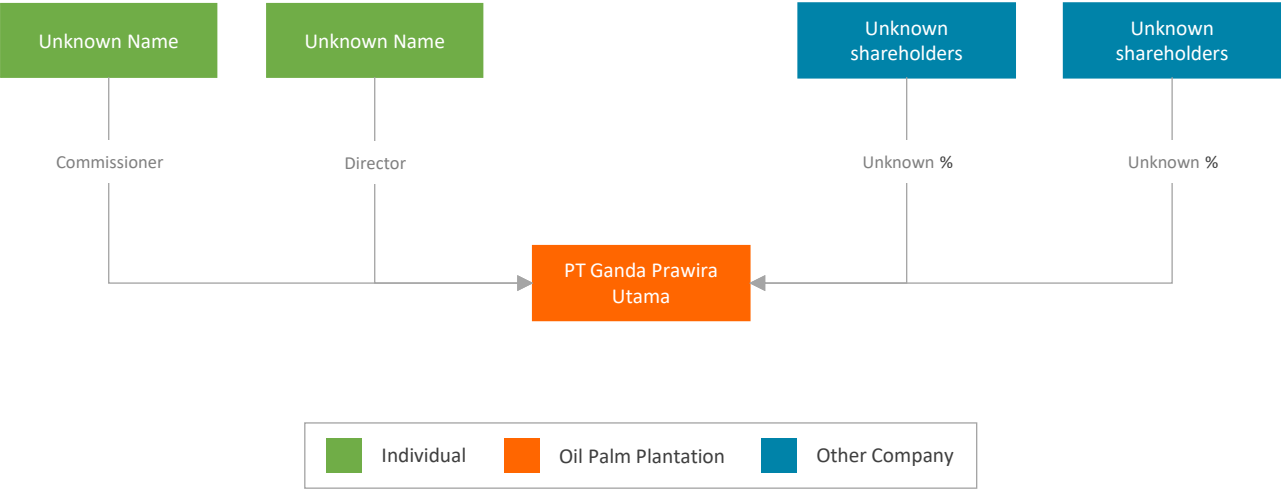 Unknown Name
Unknown Name
Unknown
shareholders
Unknown
shareholders
Commissioner
Director
Unknown %
Unknown %
PT Ganda Prawira
Utama
Individual
Oil Palm Plantation
Other Company